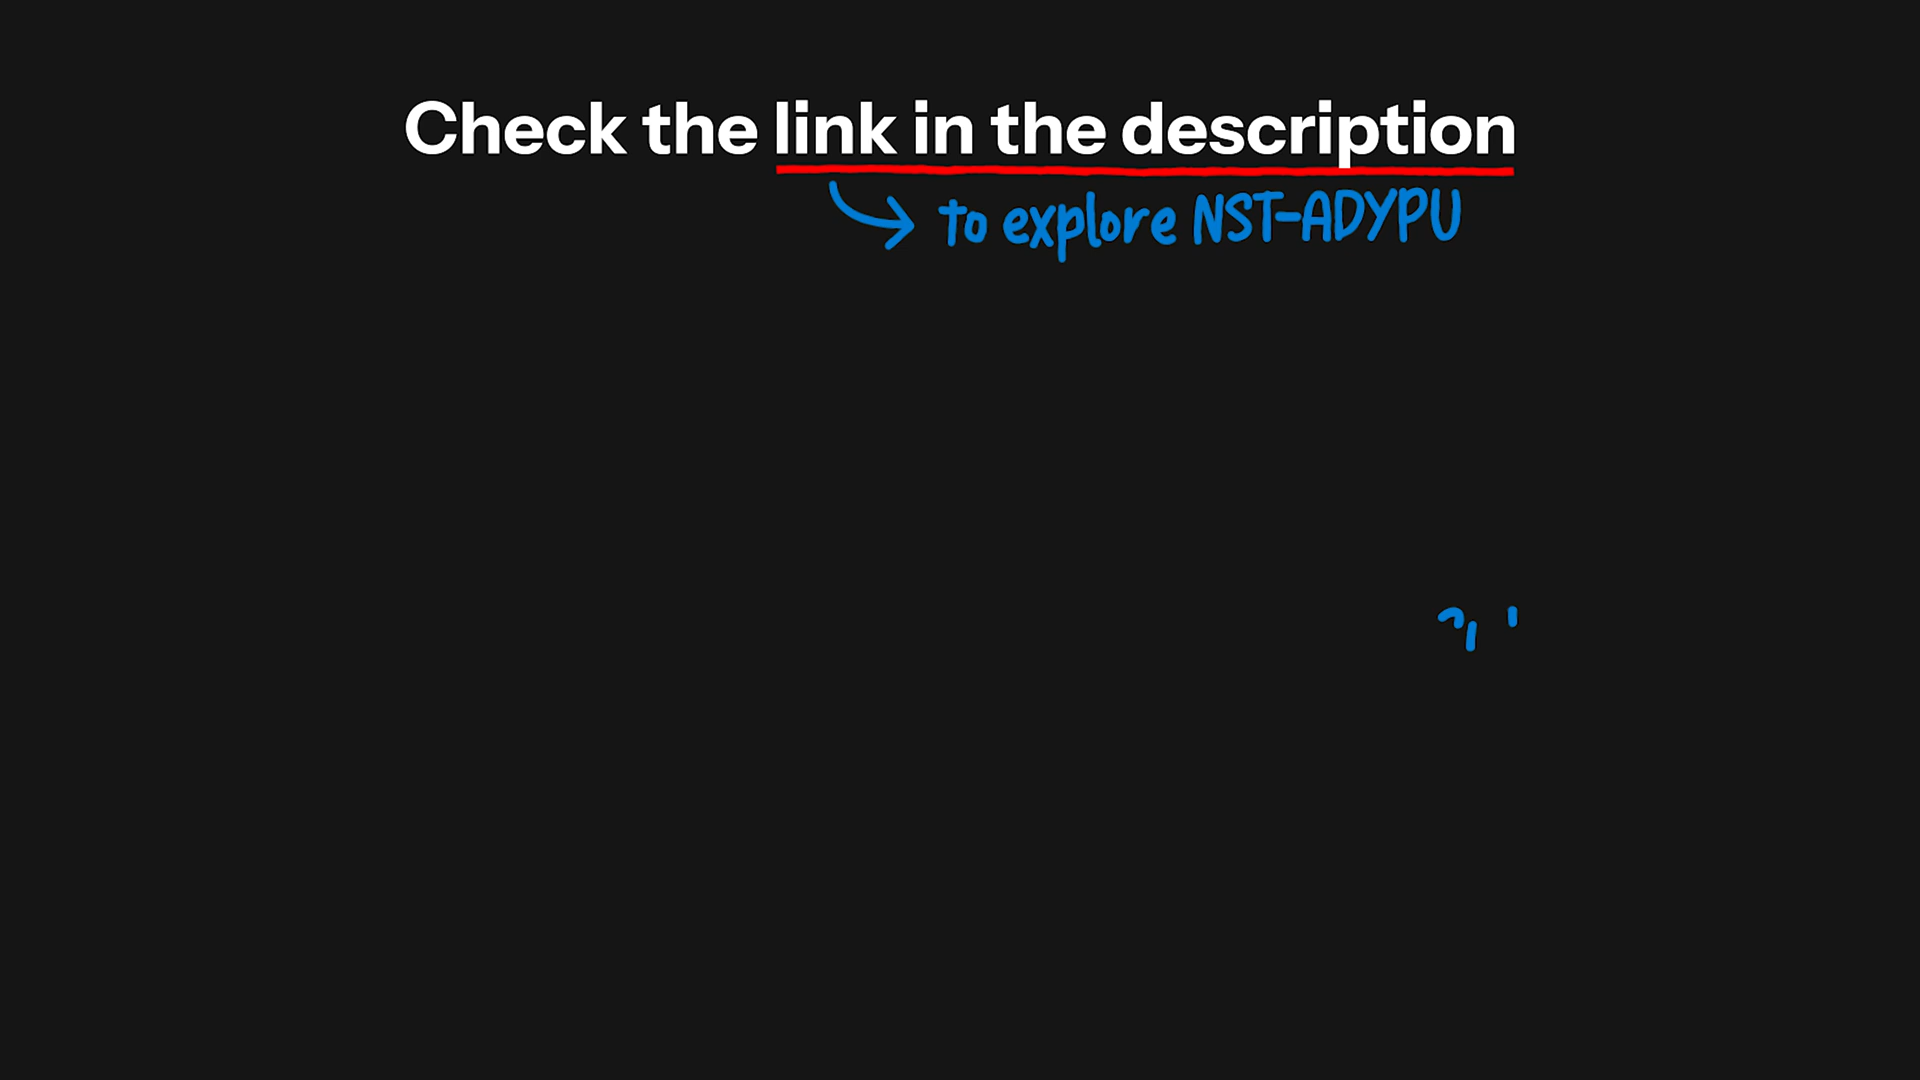 Check the link in the description
to explore NST-ADYPU